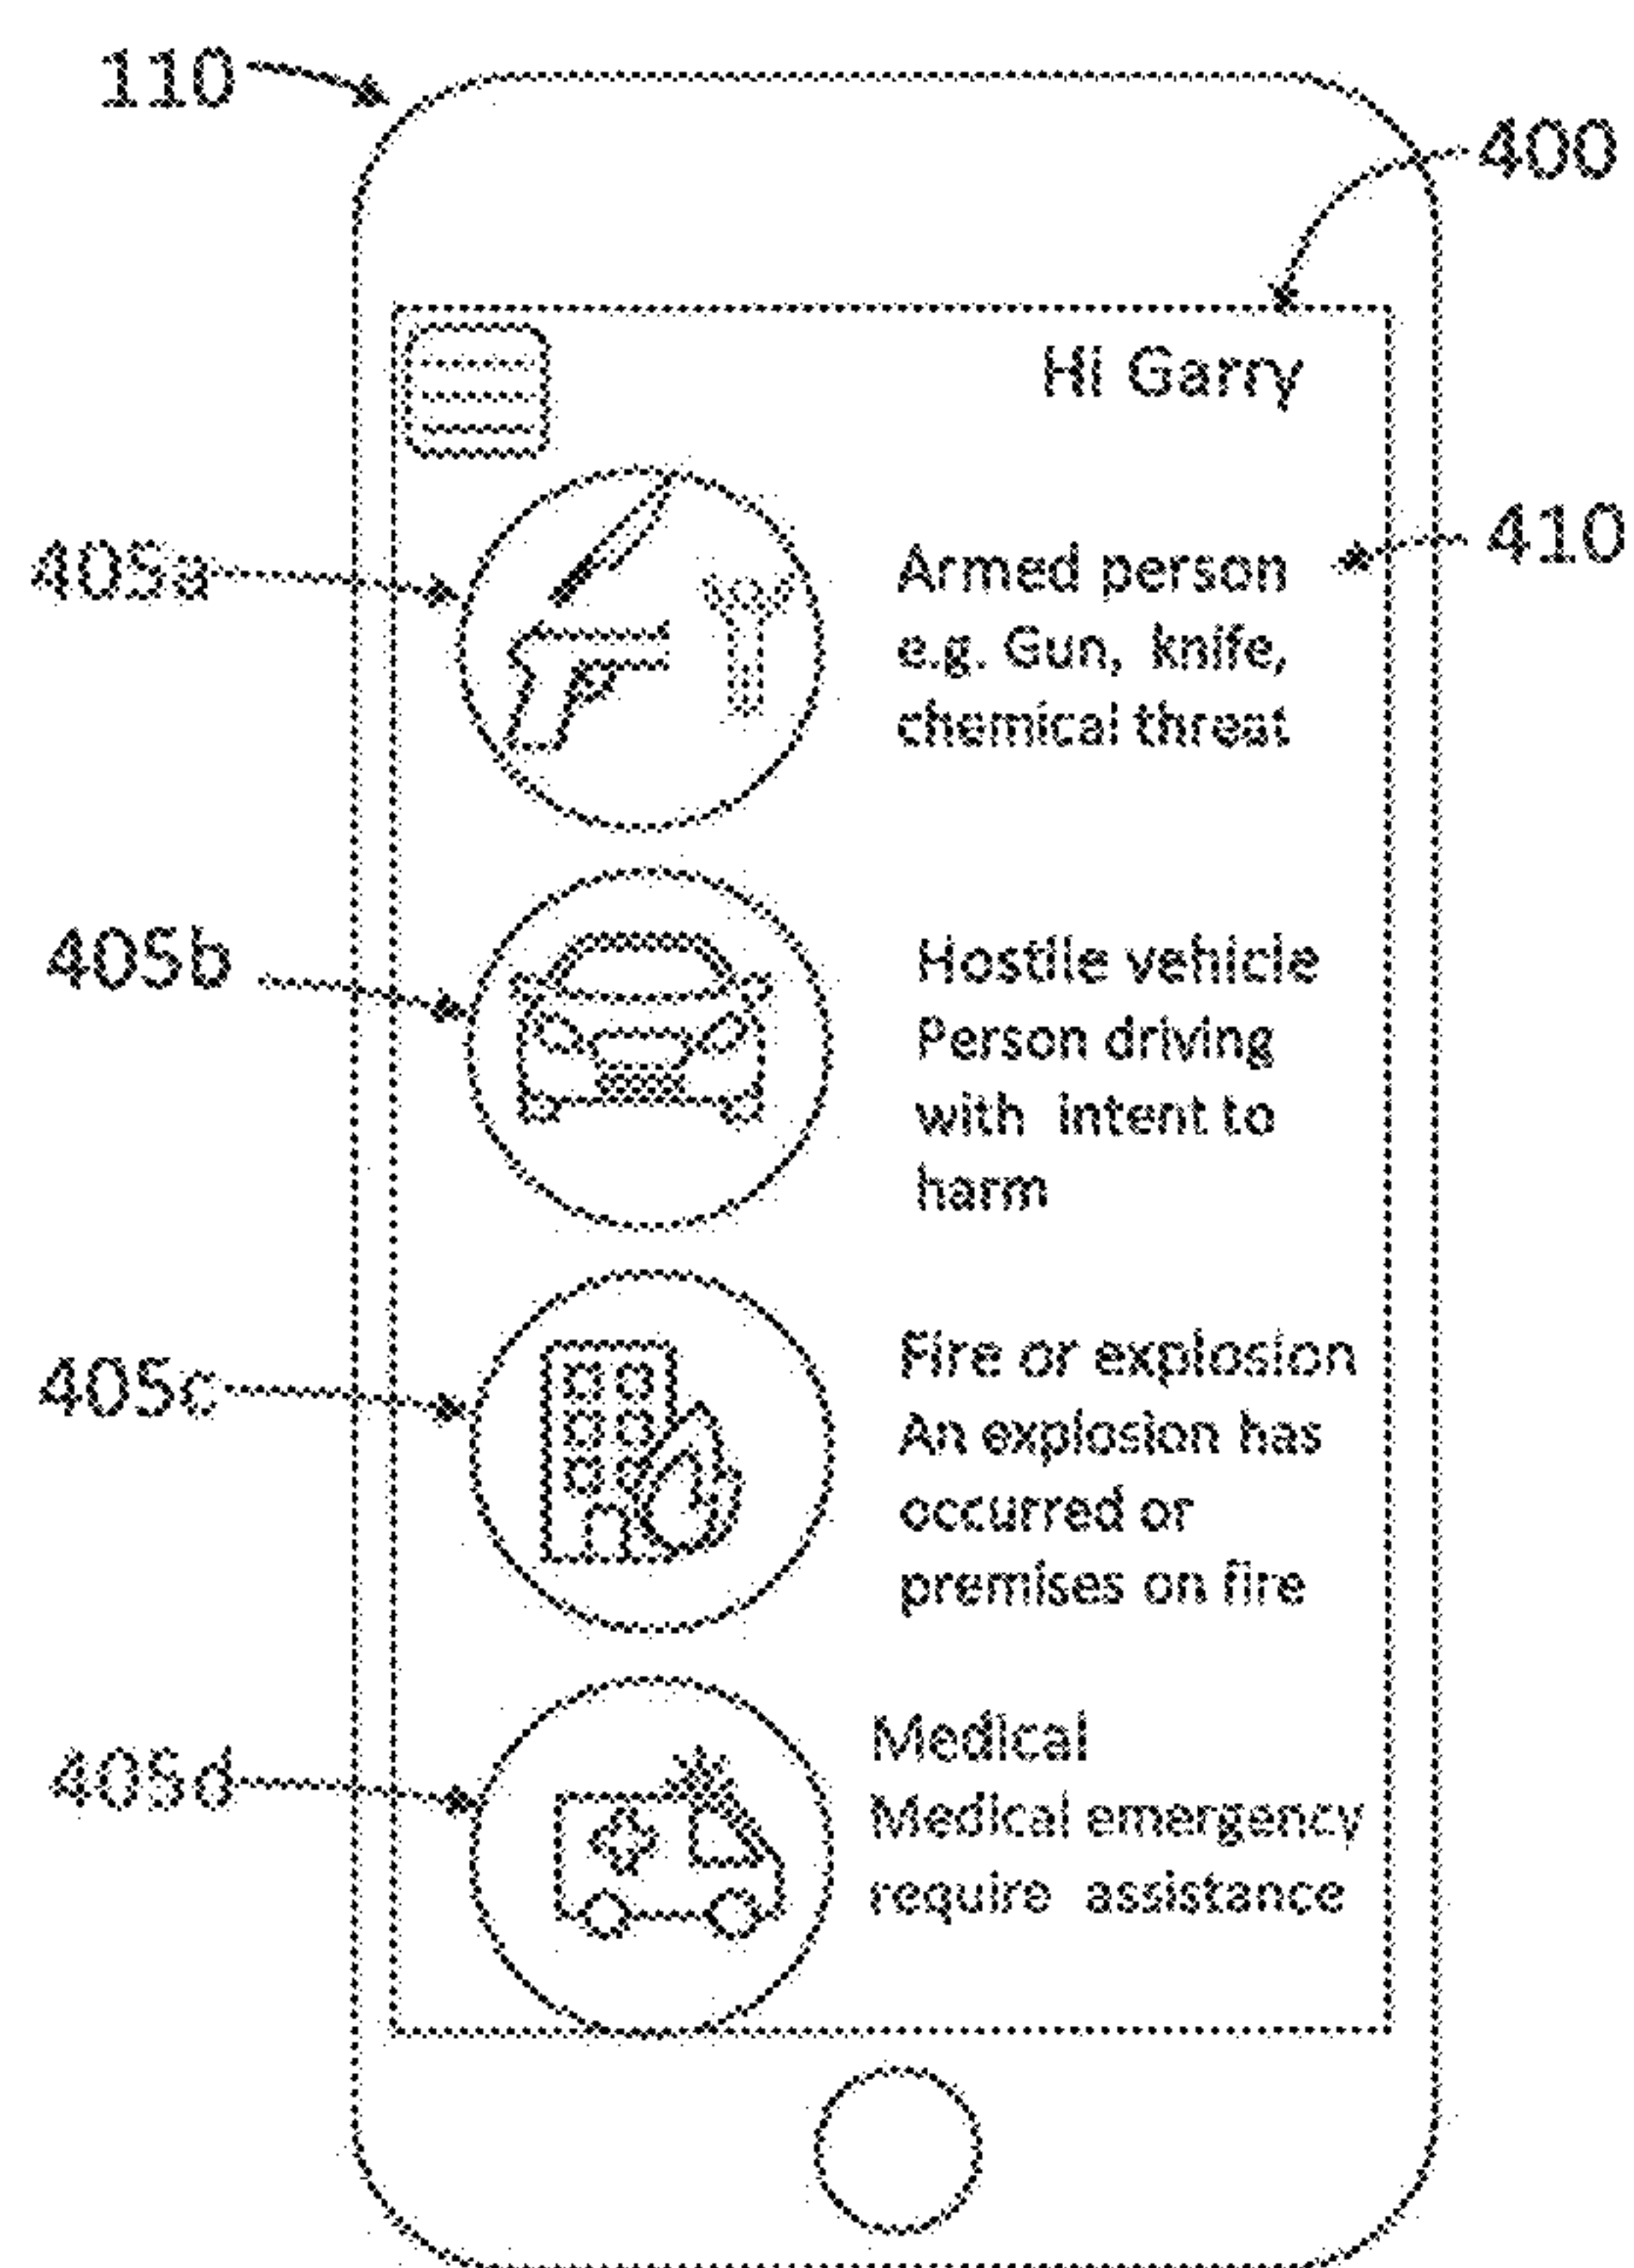 110
400
Hi Garry
405a
410
Armed person
e.g. Gun, knife,
chemical threat
405b
Hostile vehicle
Person driving
with intent to
harm
405c
Fire or explosion
An explosion has
occurred or
premises on fire
405d
Medical
Medical emergency
require assistance